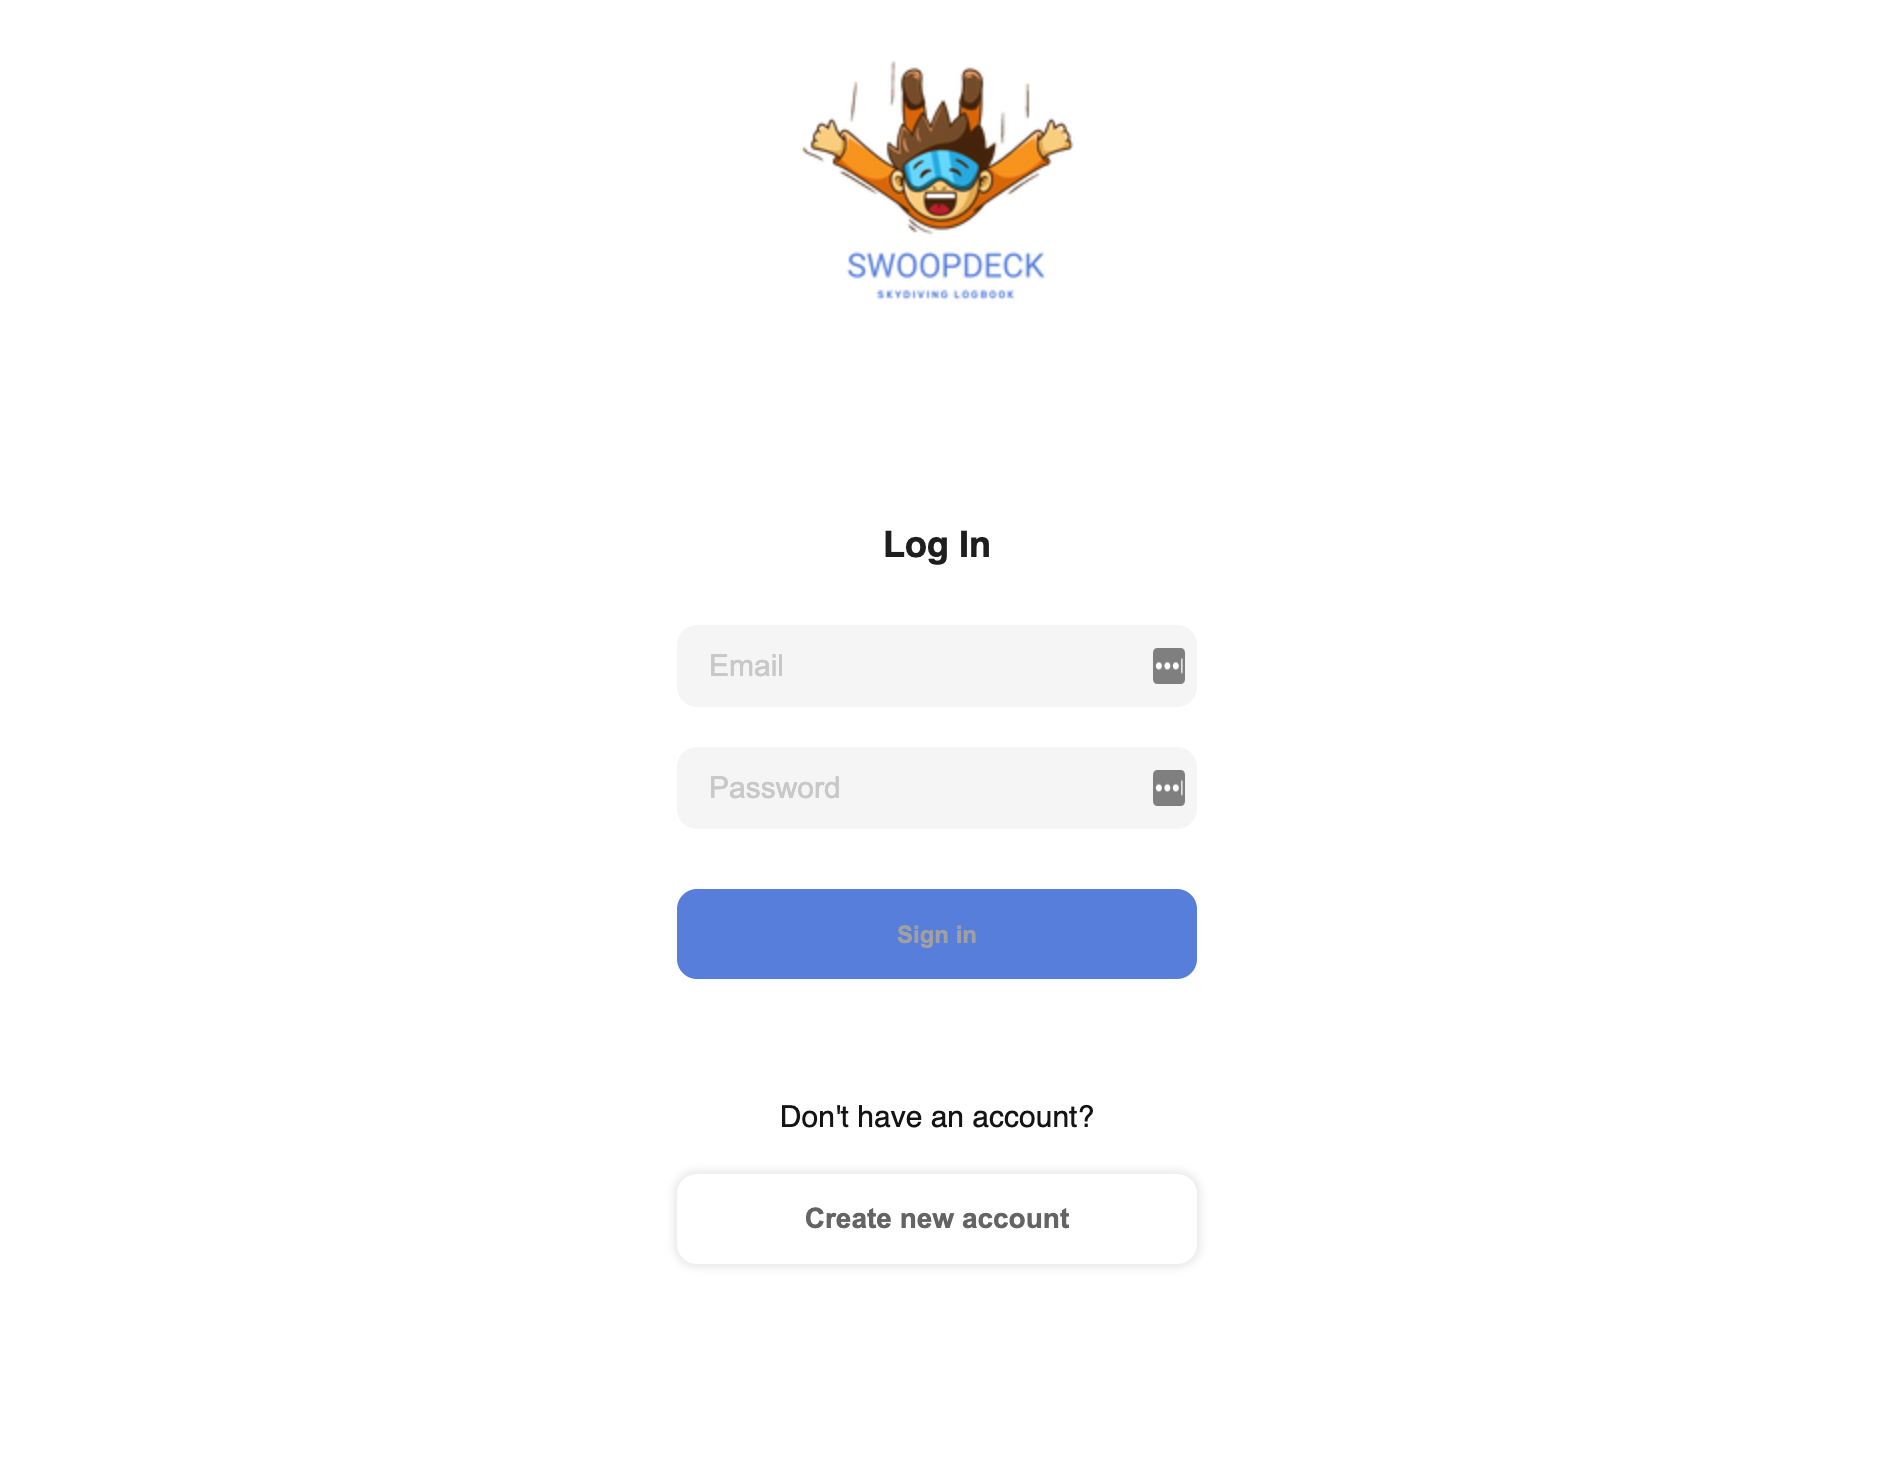 SWOOPDECK
SKYDIVING LOGBOOK
Log In
Email
Password
Sign in
Don't have an account?
Create new account